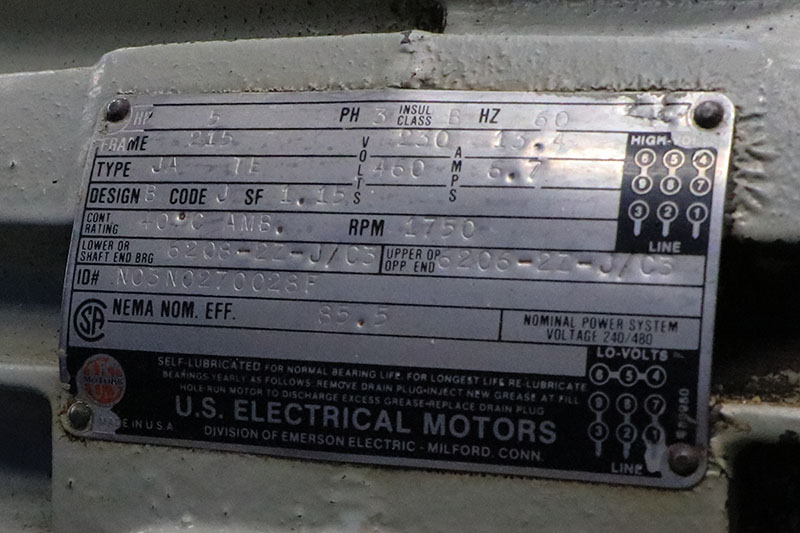 HP 5 PH 3 INSUL CLASS B HZ 60
FRAME 215 VOLTS 230 AMPS 13.4
TYPE JA TE 460 6.7
DESIGN B CODE J SF 1.15
CONT RATING 40°C AMB. RPM 1750
LOWER OR SHAFT END BRG 6208-2Z-J/C3 UPPER OR OPP END 6206-2Z-J/C3
ID# N03N0270028F
NEMA NOM. EFF. 85.5
NOMINAL POWER SYSTEM VOLTAGE 240/480
HIGH-VOLTS
6 5 4
9 8 7
3 2 1
LINE
LO-VOLTS
6 5 4
9 8 7
3 2 1
LINE
SELF-LUBRICATED FOR NORMAL BEARING LIFE. FOR LONGEST LIFE RE-LUBRICATE
BEARINGS YEARLY AS FOLLOWS. REMOVE DRAIN PLUG-INJECT NEW GREASE AT FILL
HOLE-RUN MOTOR TO DISCHARGE EXCESS GREASE-REPLACE DRAIN PLUG
U.S. ELECTRICAL MOTORS
DIVISION OF EMERSON ELECTRIC - MILFORD, CONN.
MADE IN U.S.A.
MOTORS